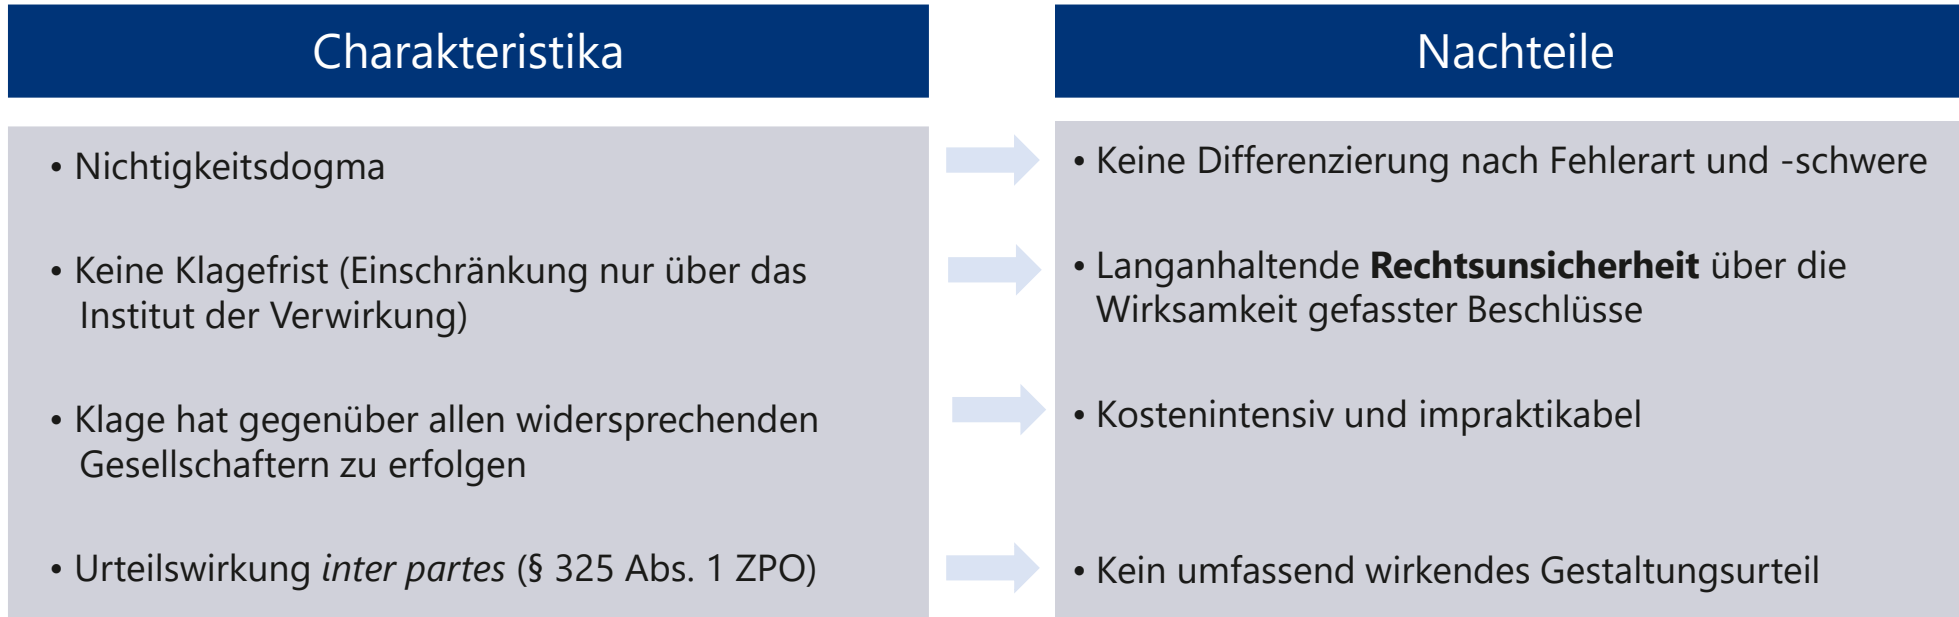 Charakteristika
• Nichtigkeitsdogma
• Keine Klagefrist (Einschränkung nur über das
Institut der Verwirkung)
• Klage hat gegenüber allen widersprechenden
Gesellschaftern zu erfolgen
• Urteilswirkung inter partes (§ 325 Abs. 1 ZPO)
Nachteile
• Keine Differenzierung nach Fehlerart und -schwere
• Langanhaltende Rechtsunsicherheit über die
Wirksamkeit gefasster Beschlüsse
• Kostenintensiv und impraktikabel
• Kein umfassend wirkendes Gestaltungsurteil